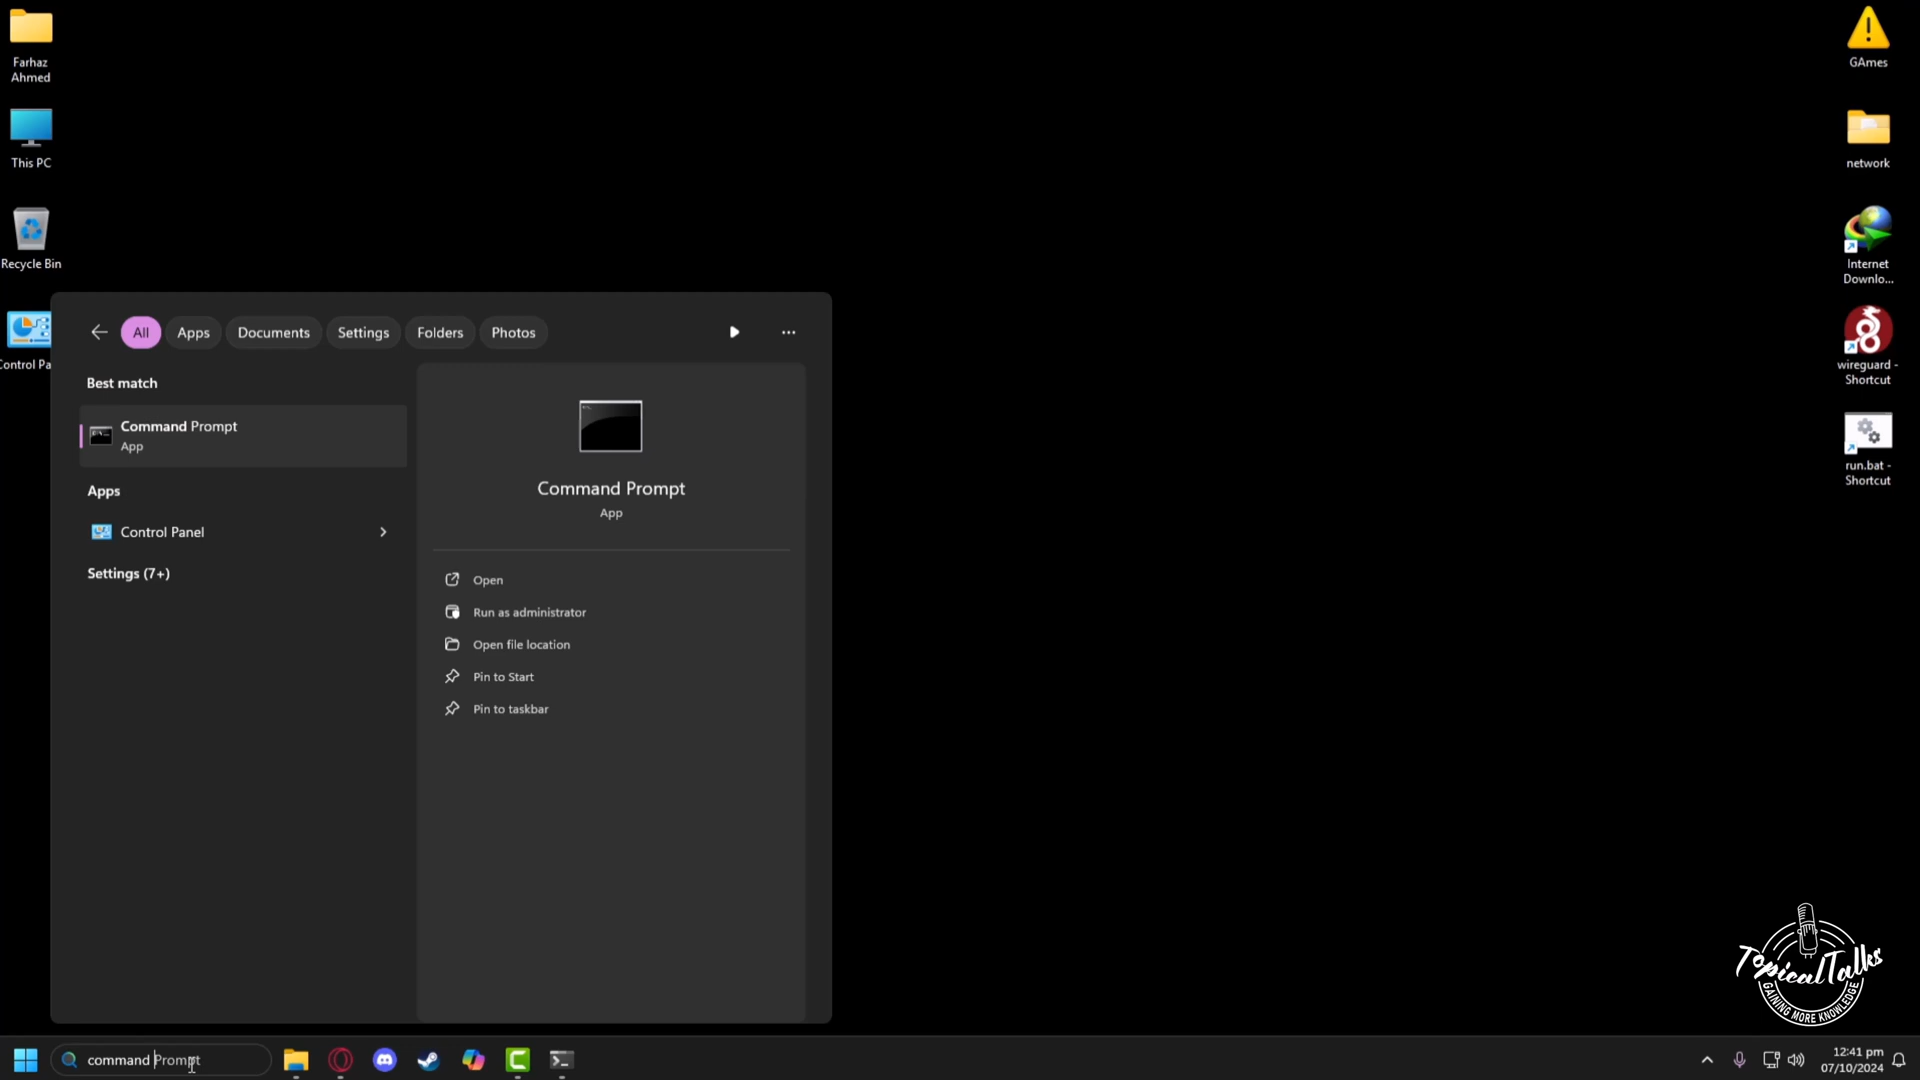 Farhaz
Ahmed
This PC
Recycle Bin
Control Pa
GAmes
network
Internet
Downlo...
wireguard -
Shortcut
run.bat -
Shortcut
All
Apps
Documents
Settings
Folders
Photos
Best match
Command Prompt
App
Apps
Control Panel
Settings (7+)
Command Prompt
App
Open
Run as administrator
Open file location
Pin to Start
Pin to taskbar
TopicalTalks
GAINING MORE KNOWLEDGE
command Prompt
12:41 pm
07/10/2024